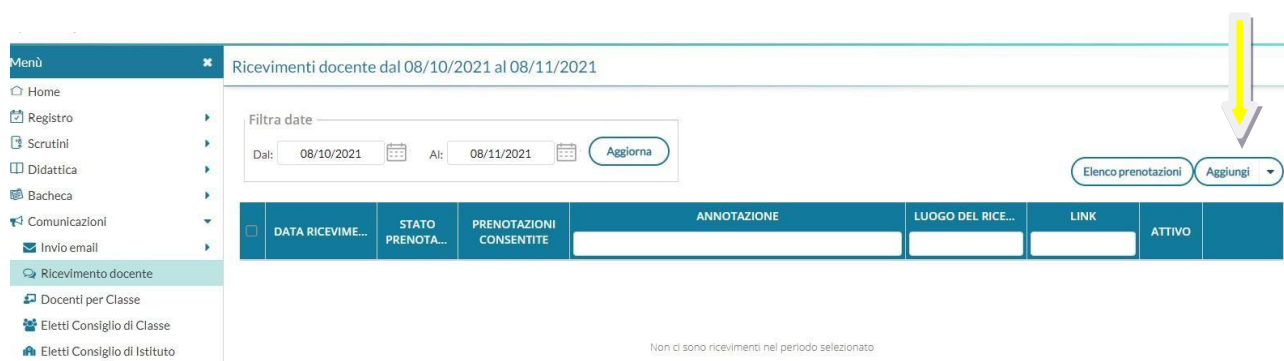 Menù
Ricevimenti docente dal 08/10/2021 al 08/11/2021
Home
Registro
Scrutini
Didattica
Bacheca
Comunicazioni
Invio email
Ricevimento docente
Docenti per Classe
Eletti Consiglio di Classe
Eletti Consiglio di Istituto
Filtra date
Dal: 08/10/2021 Al: 08/11/2021 Aggiorna
Elenco prenotazioni Aggiungi
DATA RICEVIME...
STATO PRENOTA...
PRENOTAZIONI CONSENTITE
ANNOTAZIONE
LUOGO DEL RICE...
LINK
ATTIVO
Non ci sono ricevimenti nel periodo selezionato